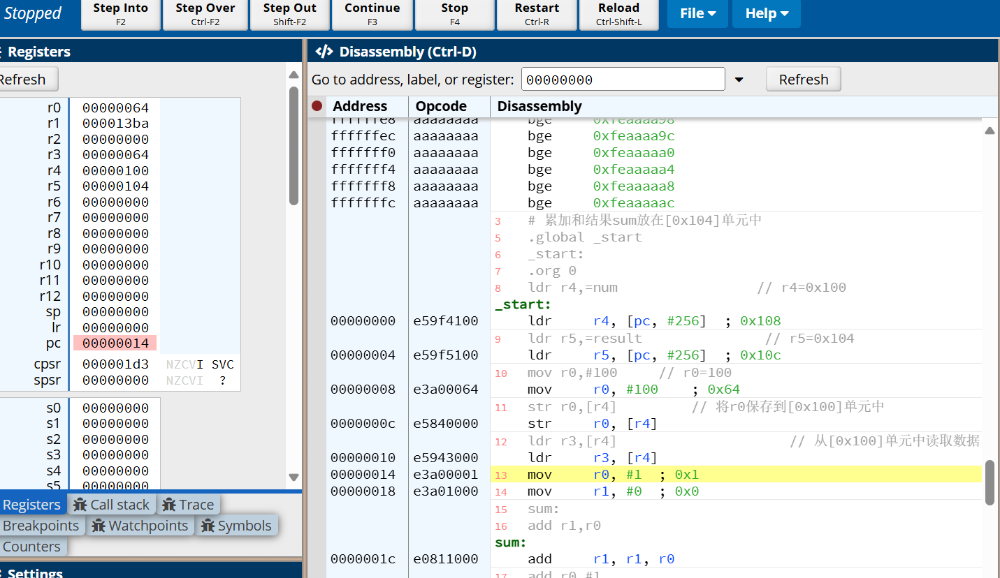 Stopped
Step Into
F2
Step Over
Ctrl-F2
Step Out
Shift-F2
Continue
F3
Stop
F4
Restart
Ctrl-R
Reload
Ctrl-Shift-L
File
Help
Registers
Refresh
r0 00000064
r1 000013ba
r2 00000000
r3 00000064
r4 00000100
r5 00000104
r6 00000000
r7 00000000
r8 00000000
r9 00000000
r10 00000000
r11 00000000
r12 00000000
sp 00000000
lr 00000000
pc 00000014
cpsr 000001d3 NZCVI SVC
spsr 00000000 NZCVI ?
s0 00000000
s1 00000000
s2 00000000
s3 00000000
s4 00000000
s5 00000000
Registers
Call stack
Trace
Breakpoints
Watchpoints
Symbols
Counters
Settings
</> Disassembly (Ctrl-D)
Go to address, label, or register: 00000000 Refresh
Address Opcode Disassembly
ffffffe8 aaaaaaaa bge 0xfeaaaa98
ffffffec aaaaaaaa bge 0xfeaaaa9c
fffffff0 aaaaaaaa bge 0xfeaaaaa0
fffffff4 aaaaaaaa bge 0xfeaaaaa4
fffffff8 aaaaaaaa bge 0xfeaaaaa8
fffffffc aaaaaaaa bge 0xfeaaaaac
3 # 累加和结果sum放在[0x104]单元中
5 .global _start
6 _start:
7 .org 0
8 ldr r4,=num // r4=0x100
_start:
00000000 e59f4100 ldr r4, [pc, #256] ; 0x108
9 ldr r5,=result // r5=0x104
00000004 e59f5100 ldr r5, [pc, #256] ; 0x10c
10 mov r0,#100 // r0=100
00000008 e3a00064 mov r0, #100 ; 0x64
11 str r0,[r4] // 将r0保存到[0x100]单元中
0000000c e5840000 str r0, [r4]
12 ldr r3,[r4] // 从[0x100]单元中读取数据
00000010 e5943000 ldr r3, [r4]
00000014 e3a00001 13 mov r0, #1 ; 0x1
00000018 e3a01000 14 mov r1, #0 ; 0x0
15 sum:
16 add r1,r0
sum:
0000001c e0811000 add r1, r1, r0
17 add r0,#1